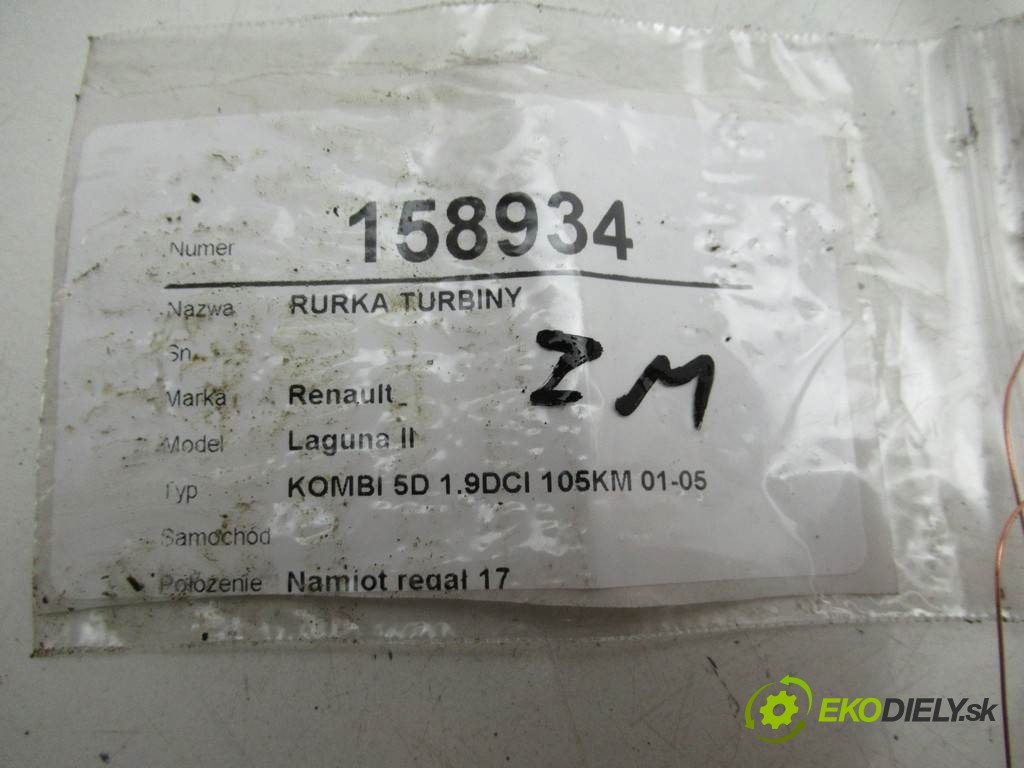 Numer 158934
Nazwa RURKA TURBINY
Sn
ZM
Marka Renault
Model Laguna II
Typ KOMBI 5D 1.9DCI 105KM 01-05
Samochód
Położenie Namiot regał 17
EKODIELY.sk